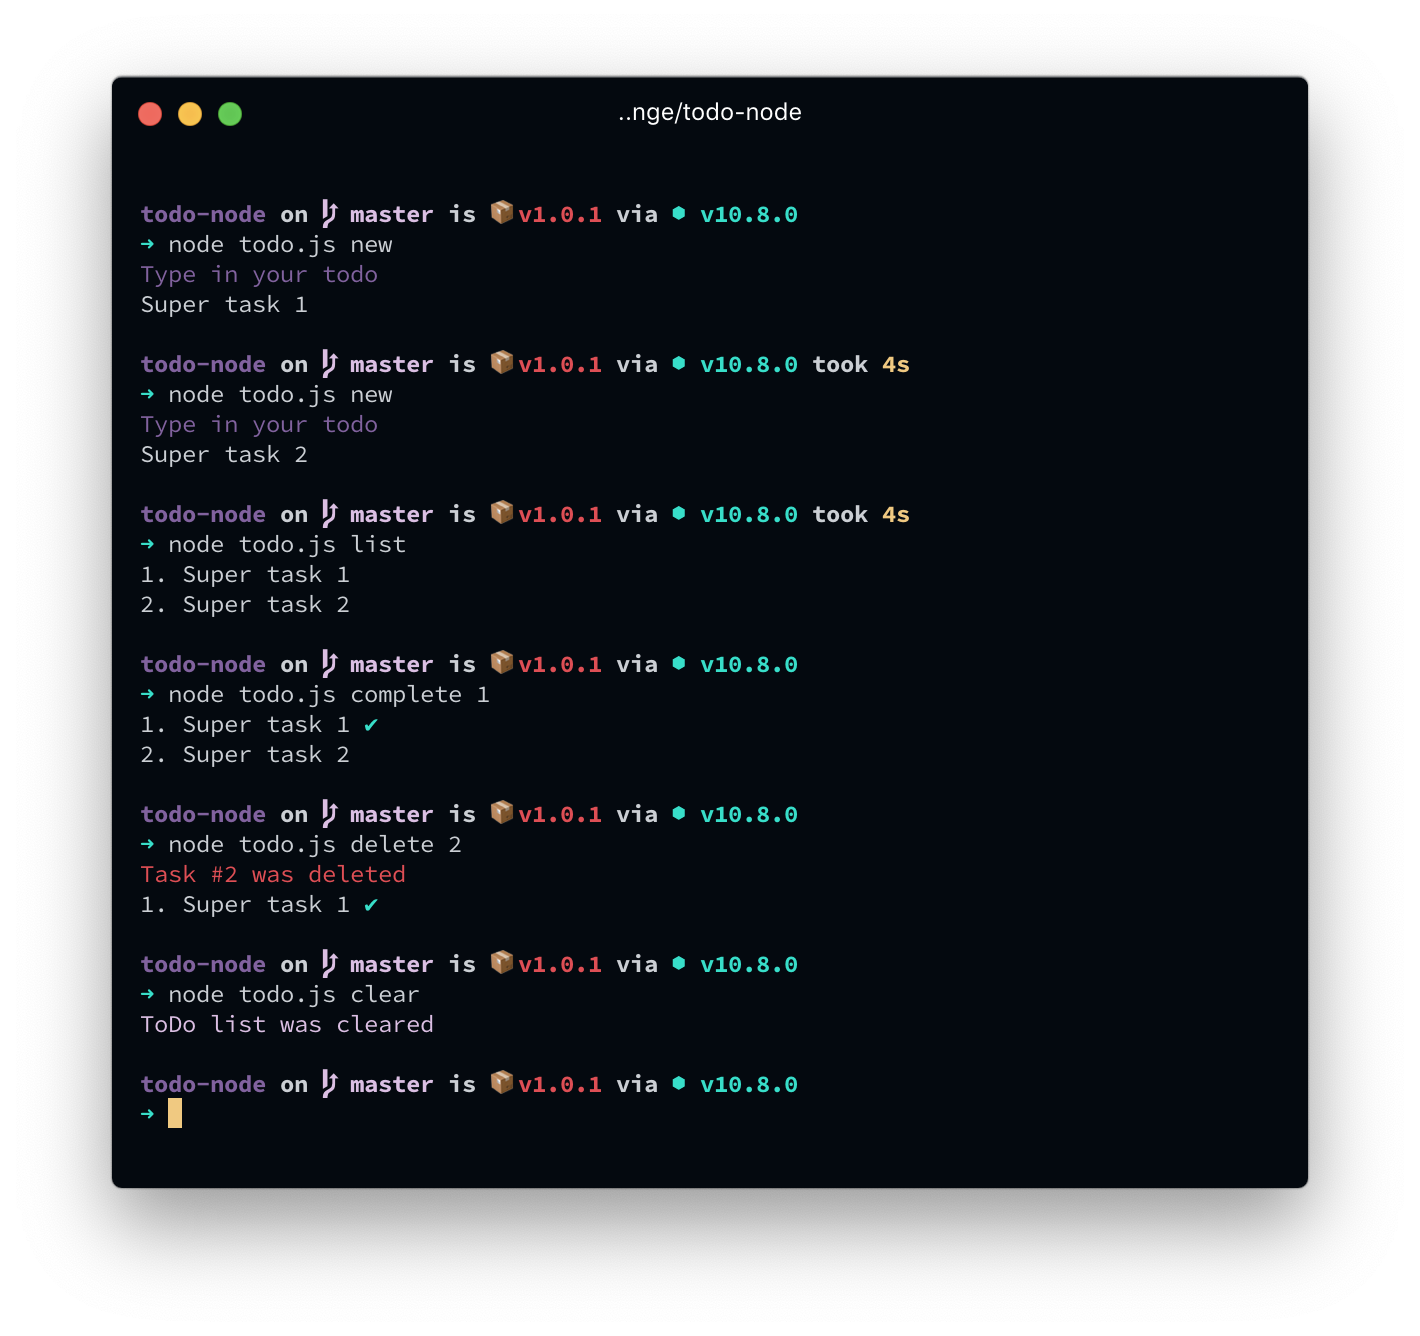 ..nge/todo-node
todo-node on master is 📦v1.0.1 via ⬢ v10.8.0
➜ node todo.js new
Type in your todo
Super task 1
todo-node on master is 📦v1.0.1 via ⬢ v10.8.0 took 4s
➜ node todo.js new
Type in your todo
Super task 2
todo-node on master is 📦v1.0.1 via ⬢ v10.8.0 took 4s
➜ node todo.js list
1. Super task 1
2. Super task 2
todo-node on master is 📦v1.0.1 via ⬢ v10.8.0
➜ node todo.js complete 1
1. Super task 1 ✔
2. Super task 2
todo-node on master is 📦v1.0.1 via ⬢ v10.8.0
➜ node todo.js delete 2
Task #2 was deleted
1. Super task 1 ✔
todo-node on master is 📦v1.0.1 via ⬢ v10.8.0
➜ node todo.js clear
ToDo list was cleared
todo-node on master is 📦v1.0.1 via ⬢ v10.8.0
➜